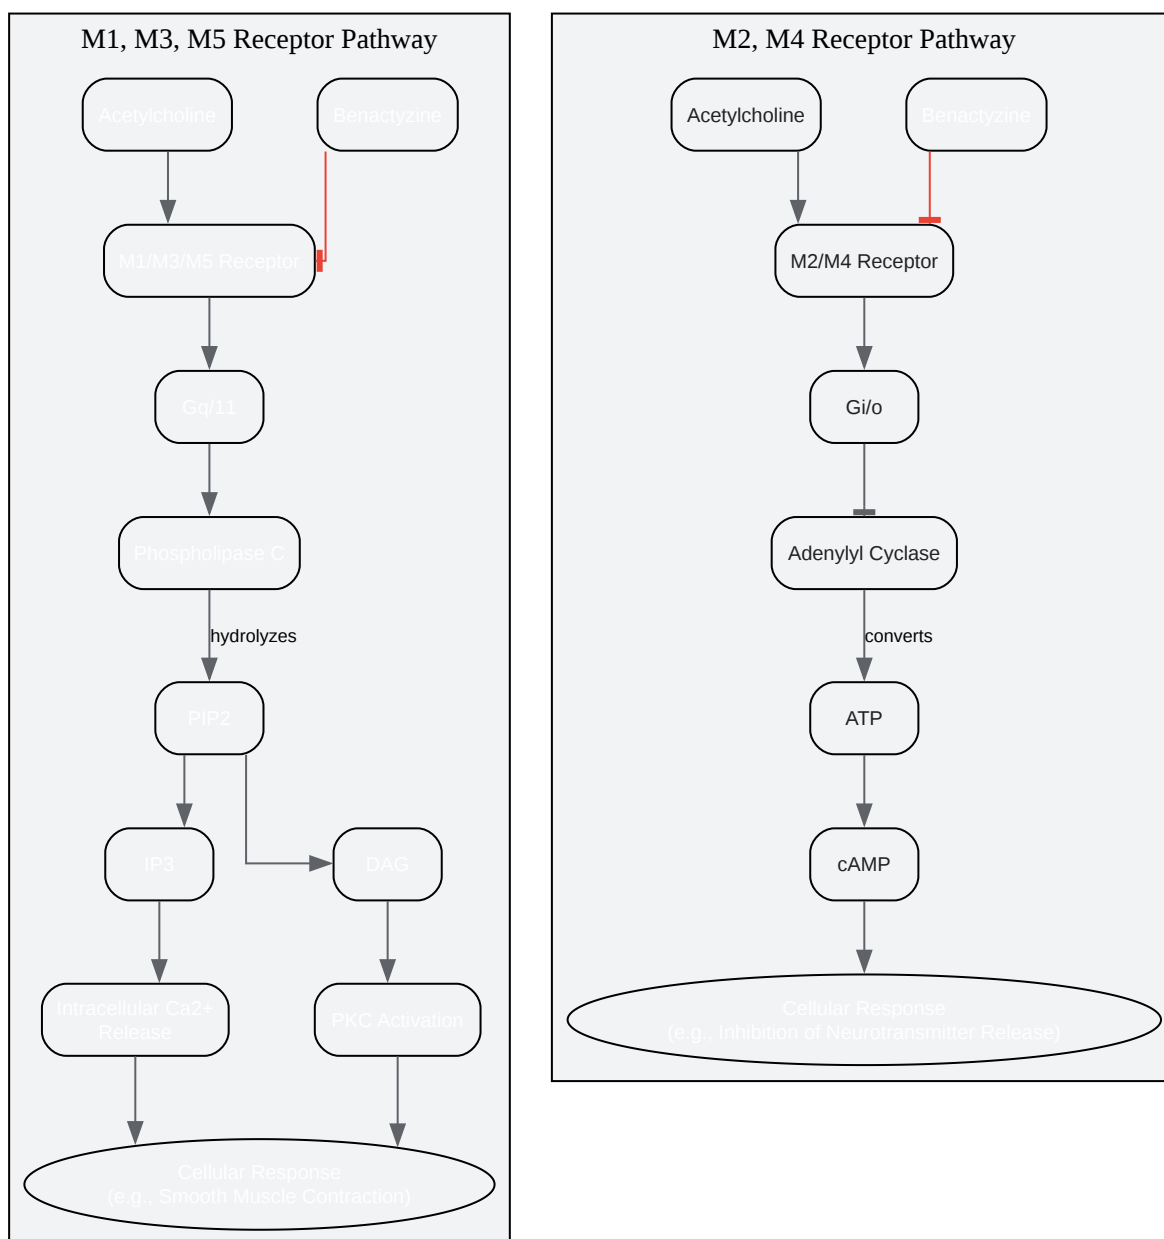 M1, M3, M5 Receptor Pathway
Acetylcholine
Benactyzine
M1/M3/M5 Receptor
Gq/11
Phospholipase C
hydrolyzes
PIP2
IP3
DAG
Intracellular Ca2+
Release
PKC Activation
Cellular Response
(e.g., Smooth Muscle Contraction)
M2, M4 Receptor Pathway
Acetylcholine
Benactyzine
M2/M4 Receptor
Gi/o
Adenylyl Cyclase
converts
ATP
cAMP
Cellular Response
(e.g., Inhibition of Neurotransmitter Release)